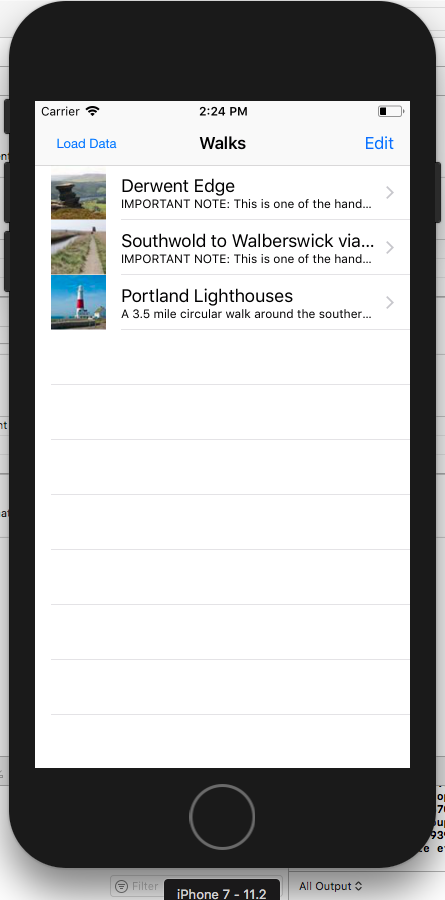 Carrier 2:24 PM
Load Data Walks Edit
Derwent Edge
IMPORTANT NOTE: This is one of the hand...
Southwold to Walberswick via...
IMPORTANT NOTE: This is one of the hand...
Portland Lighthouses
A 3.5 mile circular walk around the souther...
Filter
All Output
iPhone 7 - 11.2